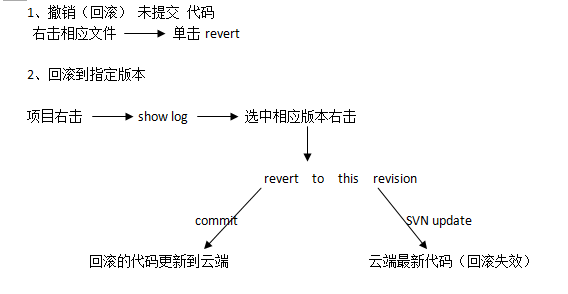 1、撤销（回滚） 未提交 代码
右击相应文件 单击 revert
2、回滚到指定版本
项目右击 show log 选中相应版本右击
revert to this revision
commit SVN update
回滚的代码更新到云端 云端最新代码（回滚失效）